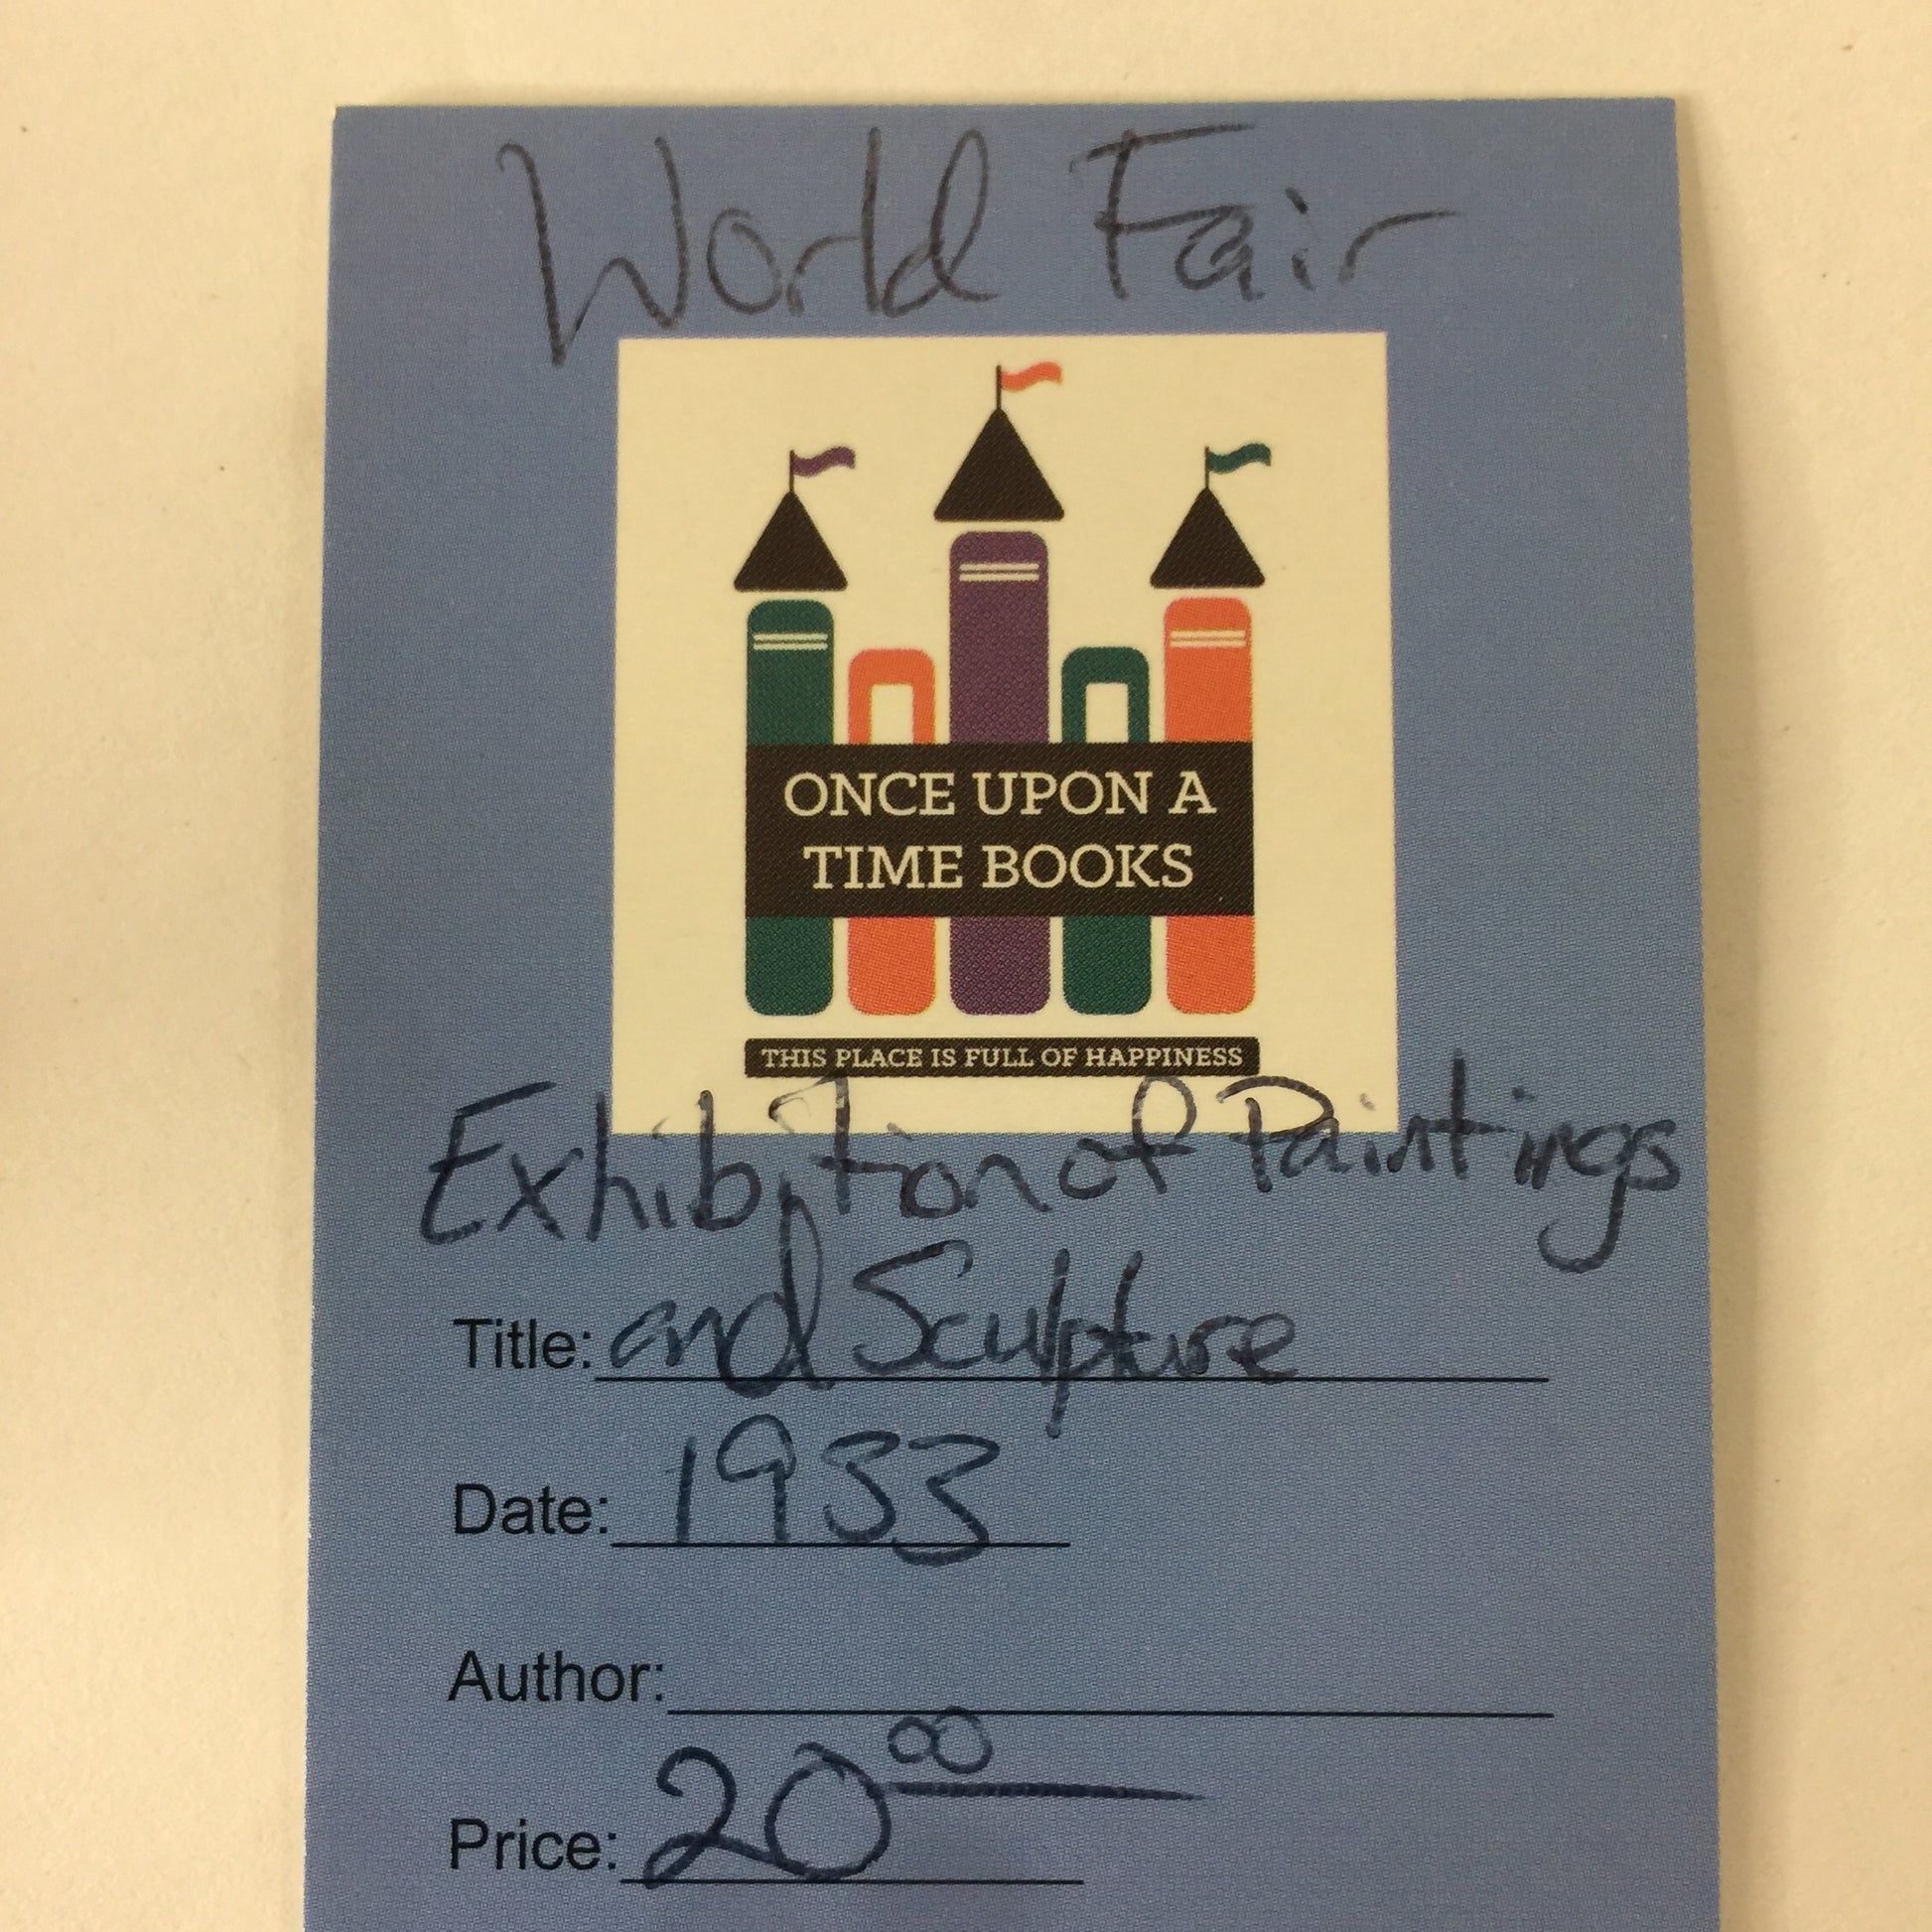 World Fair
ONCE UPON A
TIME BOOKS
THIS PLACE IS FULL OF HAPPINESS
Exhibition of Paintings
Title: and Sculpture
Date: 1933
Author:
Price: 20 00